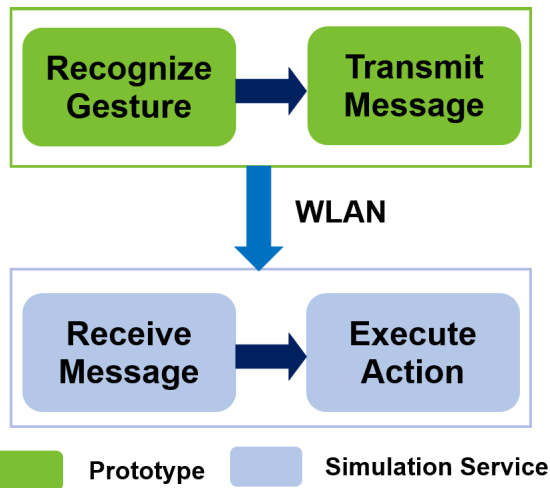 Recognize
Gesture
Transmit
Message
WLAN
Receive
Message
Execute
Action
Prototype
Simulation Service